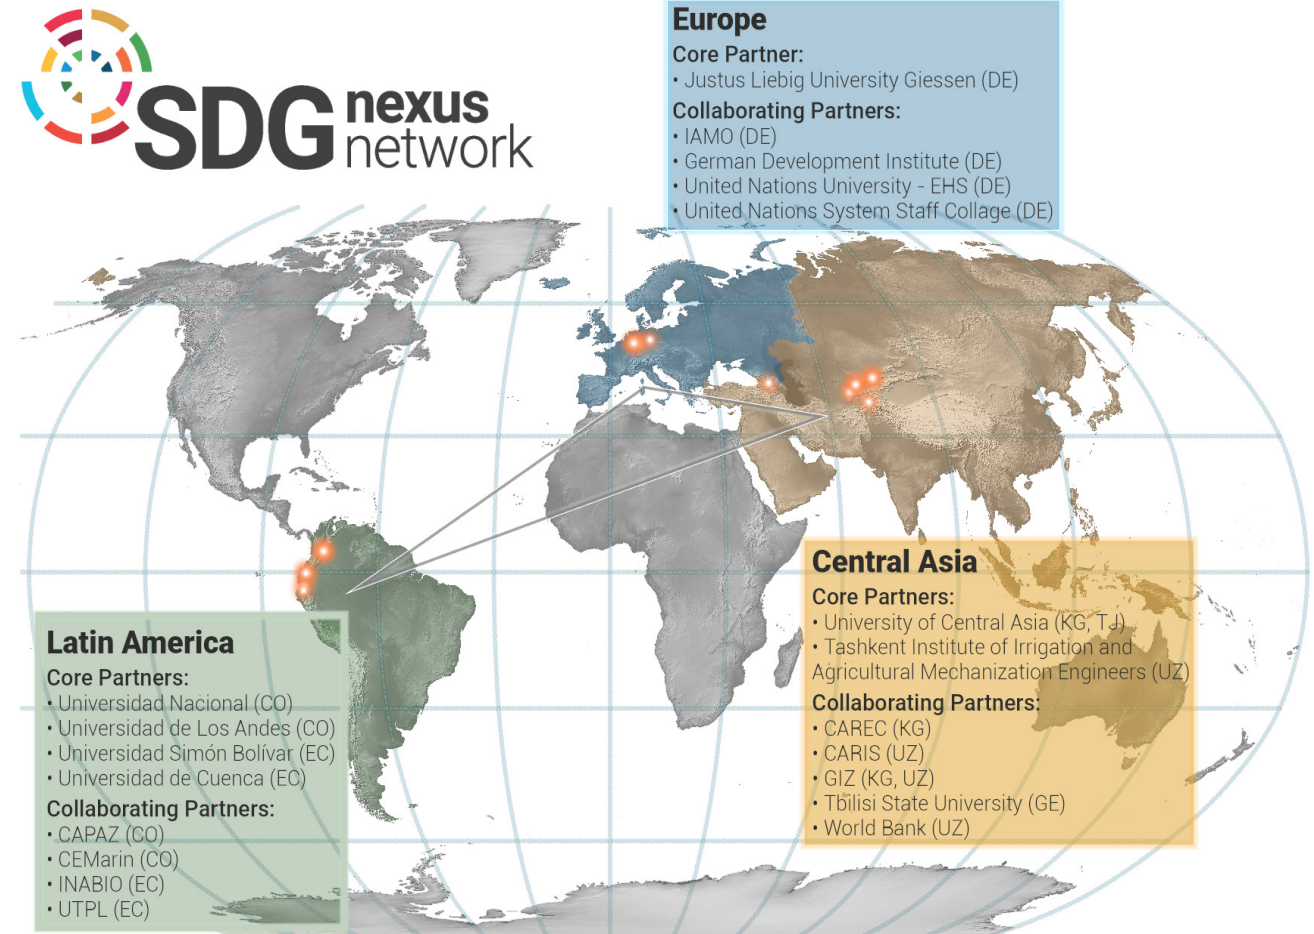 SDG nexus
network
Europe
Core Partner:
• Justus Liebig University Giessen (DE)
Collaborating Partners:
• IAMO (DE)
• German Development Institute (DE)
• United Nations University - EHS (DE)
• United Nations System Staff Collage (DE)
Central Asia
Core Partners:
• University of Central Asia (KG, TJ)
• Tashkent Institute of Irrigation and
Agricultural Mechanization Engineers (UZ)
Collaborating Partners:
• CAREC (KG)
• CARIS (UZ)
• GIZ (KG, UZ)
• Tbilisi State University (GE)
• World Bank (UZ)
Latin America
Core Partners:
• Universidad Nacional (CO)
• Universidad de Los Andes (CO)
• Universidad Simón Bolívar (EC)
• Universidad de Cuenca (EC)
Collaborating Partners:
• CAPAZ (CO)
• CEMarin (CO)
• INABIO (EC)
• UTPL (EC)